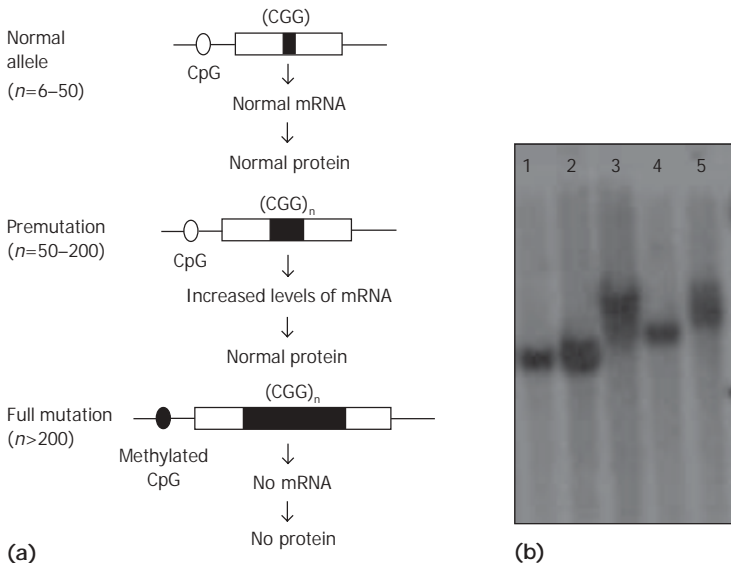 (CGG)
Normal
allele
(n=6–50)
CpG
Normal mRNA
Normal protein
(CGG)n
Premutation
(n=50–200)
CpG
Increased levels of mRNA
Normal protein
(CGG)n
Full mutation
(n>200)
Methylated
CpG
No mRNA
No protein
(a)
1 2 3 4 5
(b)